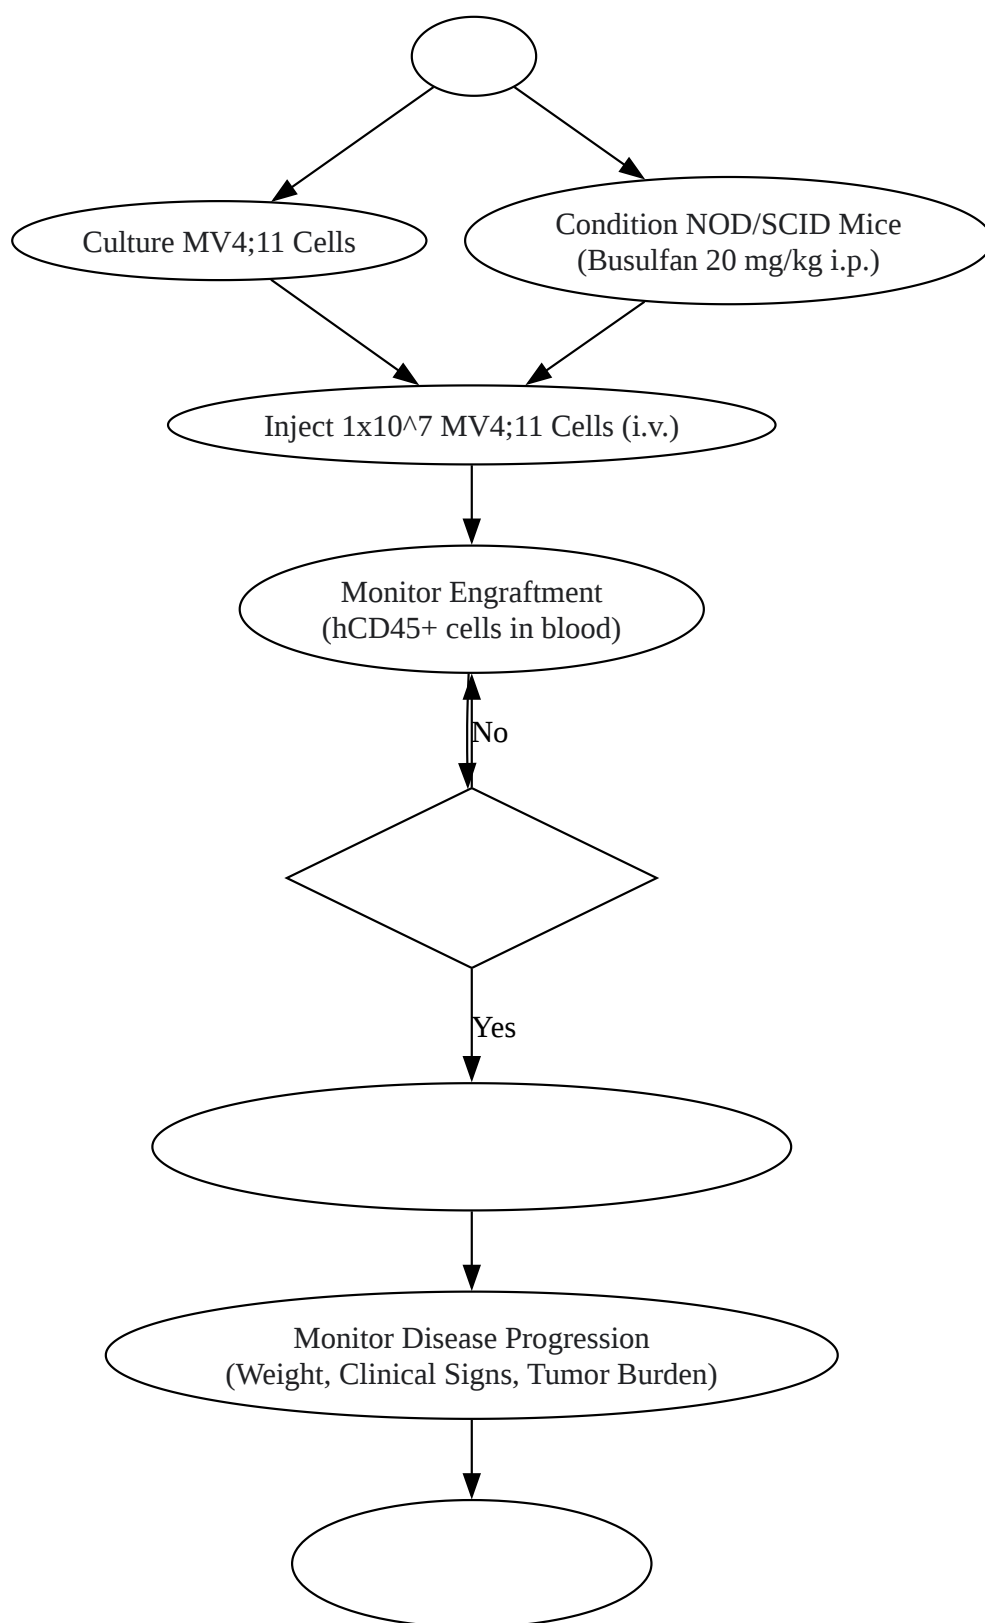 Culture MV4;11 Cells
Condition NOD/SCID Mice
(Busulfan 20 mg/kg i.p.)
Inject 1x10^7 MV4;11 Cells (i.v.)
Monitor Engraftment
(hCD45+ cells in blood)
No
Yes
Monitor Disease Progression
(Weight, Clinical Signs, Tumor Burden)